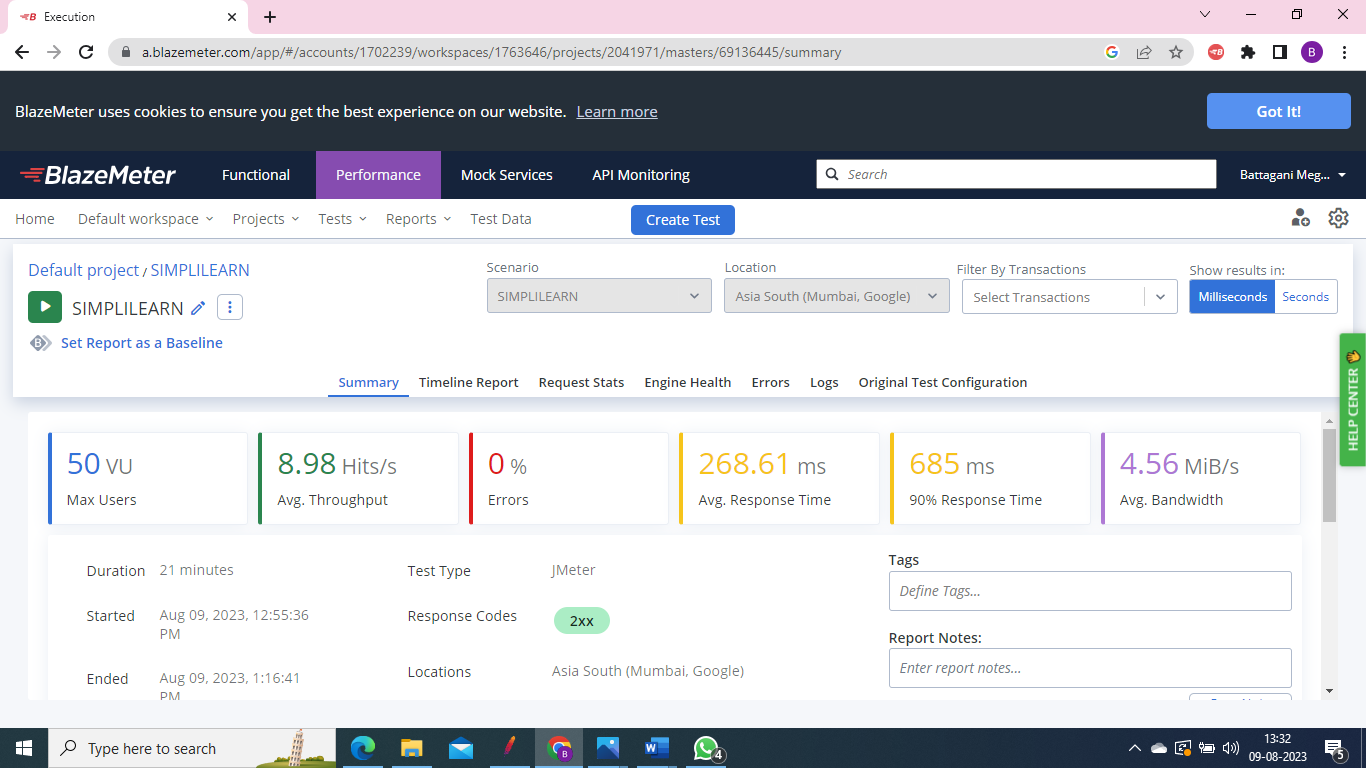 Execution
a.blazemeter.com/app/#/accounts/1702239/workspaces/1763646/projects/2041971/masters/69136445/summary
B
BlazeMeter uses cookies to ensure you get the best experience on our website. Learn more
Got It!
BlazeMeter Functional Performance Mock Services API Monitoring Search Battagani Meg...
Home Default workspace Projects Tests Reports Test Data Create Test
Default project / SIMPLILEARN
SIMPLILEARN
Set Report as a Baseline
Scenario
SIMPLILEARN
Location
Asia South (Mumbai, Google)
Filter By Transactions
Select Transactions
Show results in:
Milliseconds Seconds
HELP CENTER
Summary Timeline Report Request Stats Engine Health Errors Logs Original Test Configuration
50 VU
Max Users
8.98 Hits/s
Avg. Throughput
0 %
Errors
268.61 ms
Avg. Response Time
685 ms
90% Response Time
4.56 MiB/s
Avg. Bandwidth
Duration 21 minutes
Started Aug 09, 2023, 12:55:36
PM
Ended Aug 09, 2023, 1:16:41
PM
Test Type JMeter
Response Codes 2xx
Locations Asia South (Mumbai, Google)
Tags
Define Tags...
Report Notes:
Enter report notes...
Type here to search
B
4
13:32
09-08-2023
5